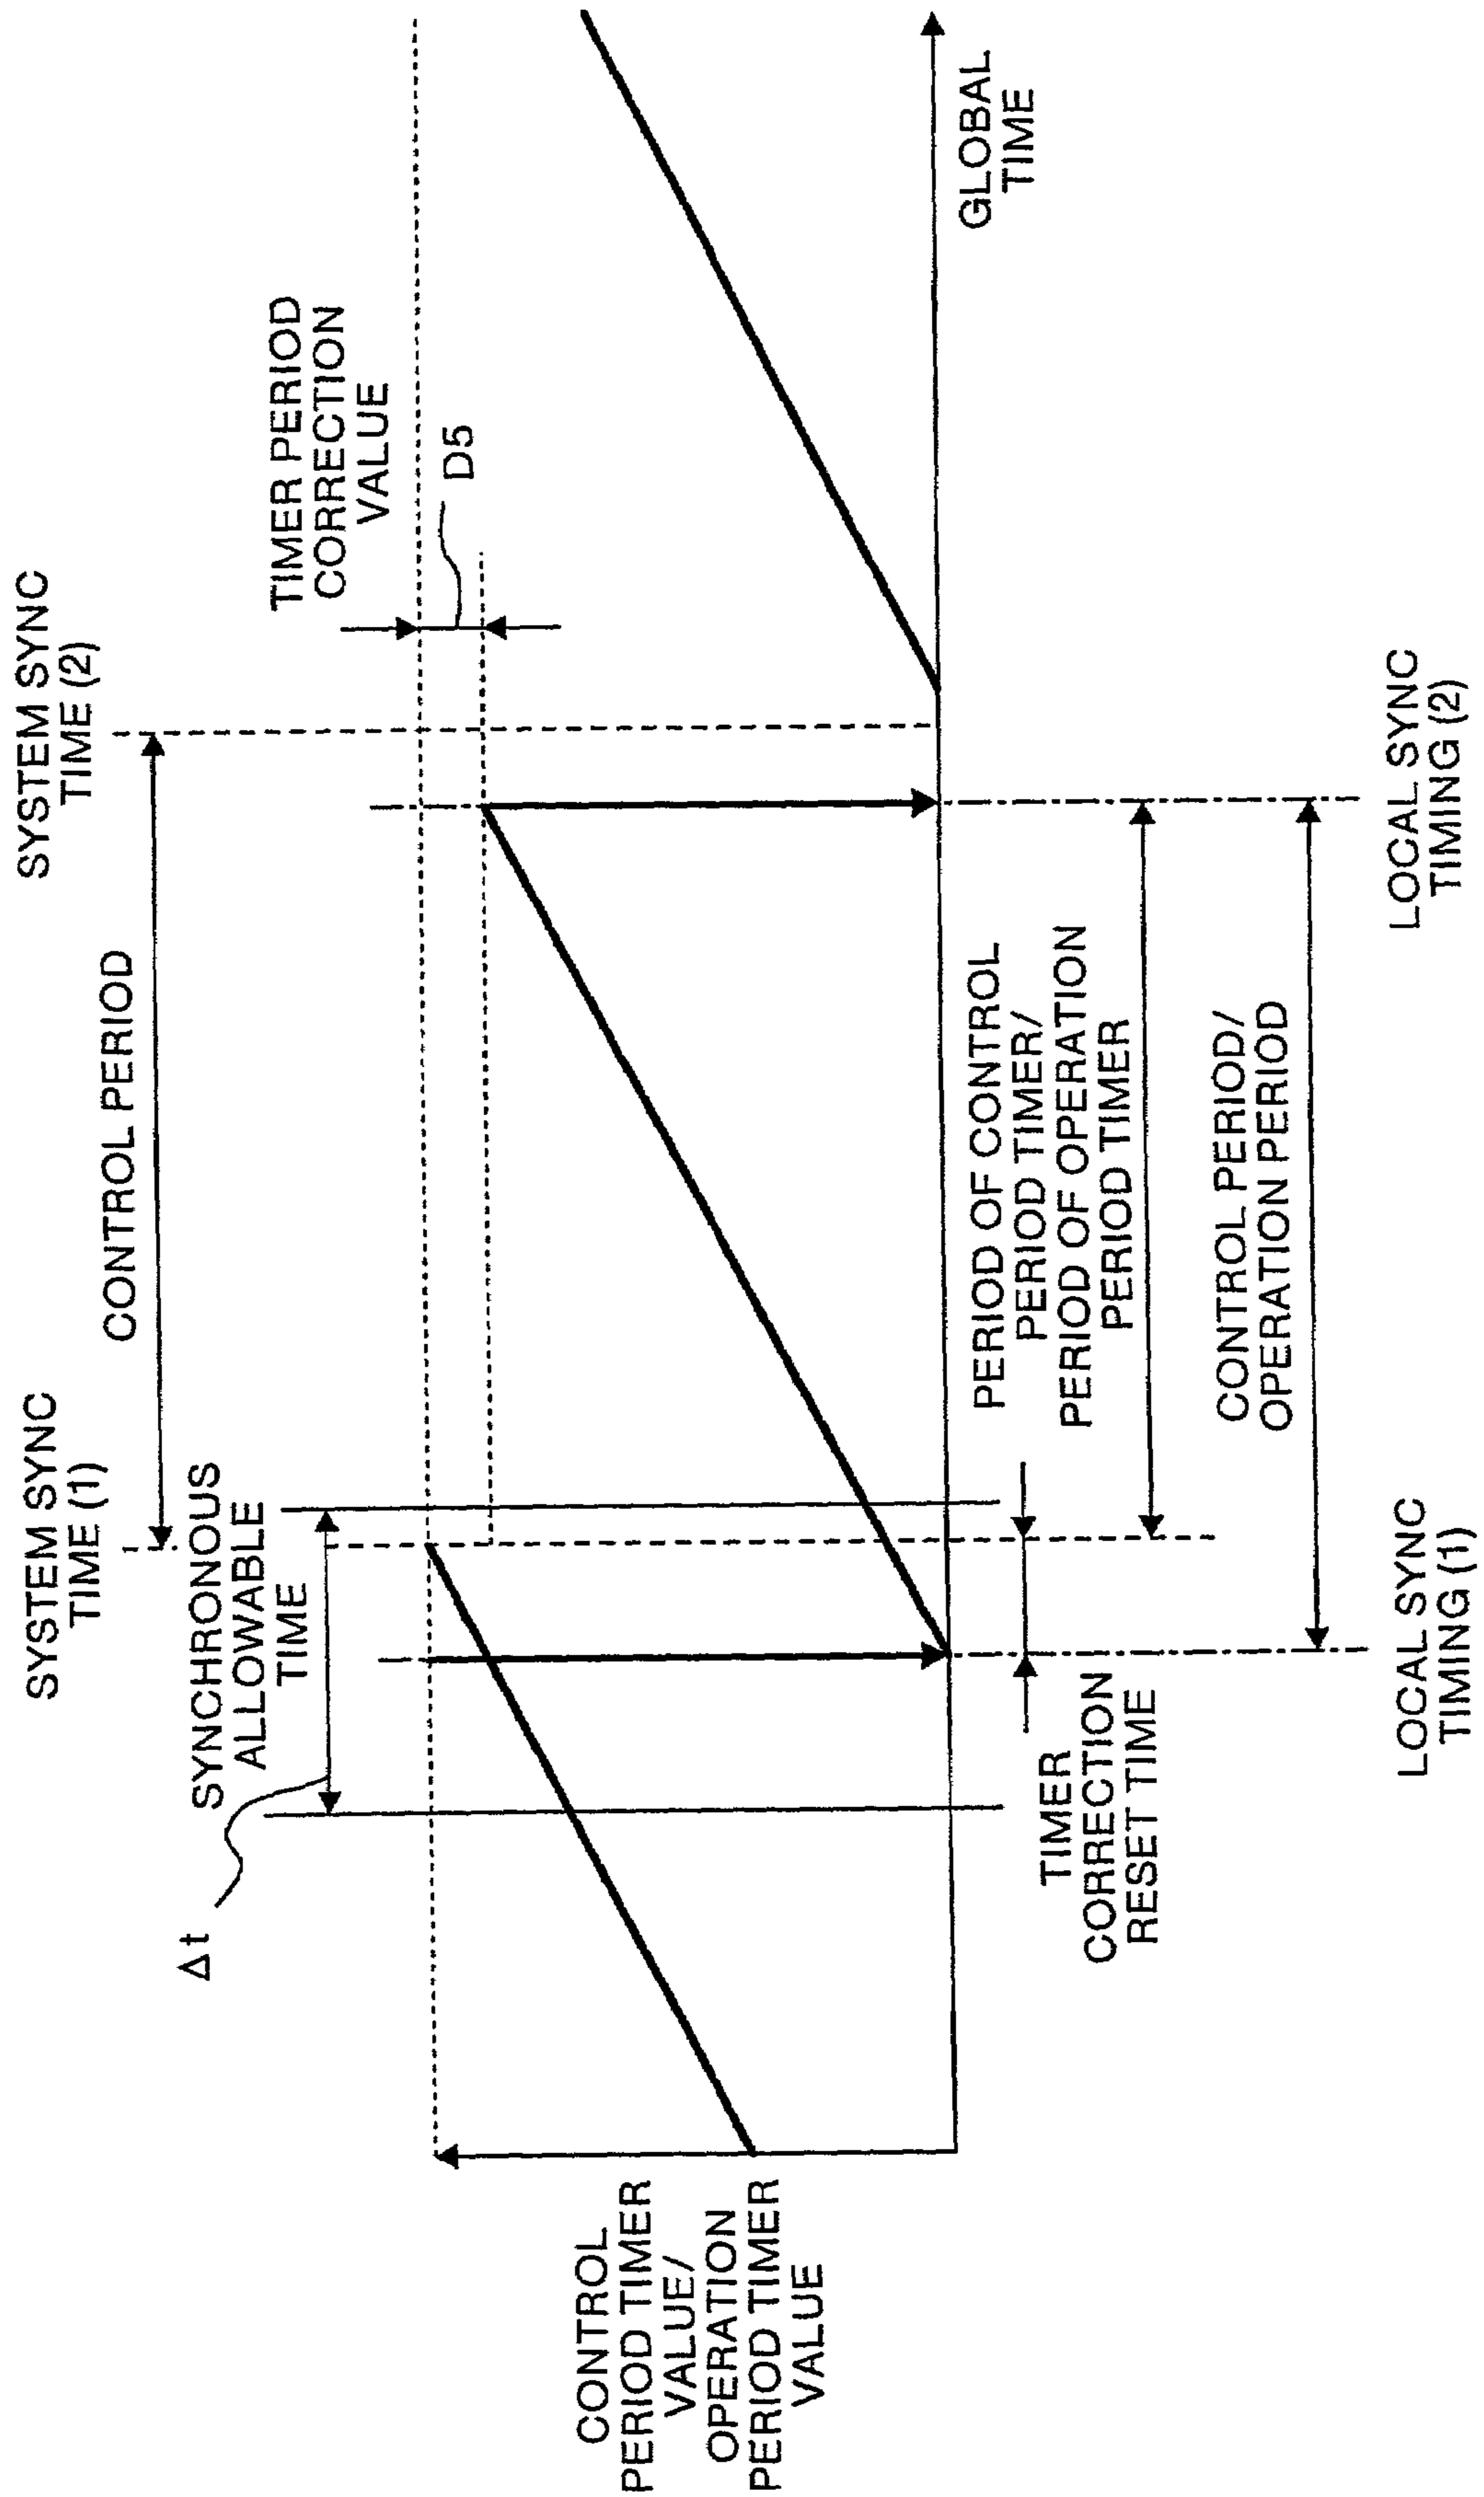 SYSTEM SYNC
TIME (1)
SYSTEM SYNC
TIME (2)
CONTROL PERIOD
Δt
SYNCHRONOUS
ALLOWABLE
TIME
TIMER PERIOD
CORRECTION
VALUE
D5
CONTROL
PERIOD TIMER
VALUE/
OPERATION
PERIOD TIMER
VALUE
GLOBAL
TIME
TIMER
CORRECTION
RESET TIME
PERIOD OF CONTROL
PERIOD TIMER/
PERIOD OF OPERATION
PERIOD TIMER
CONTROL PERIOD/
OPERATION PERIOD
LOCAL SYNC
TIMING (1)
LOCAL SYNC
TIMING (2)